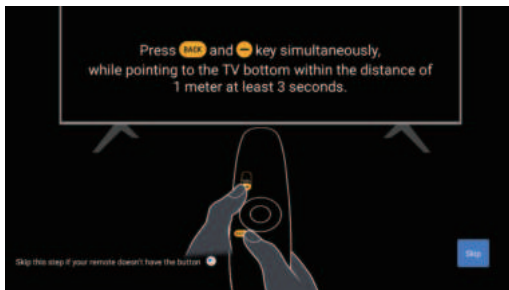 Press BACK and − key simultaneously,
while pointing to the TV bottom within the distance of
1 meter at least 3 seconds.
Skip this step if your remote doesn't have the button
Skip